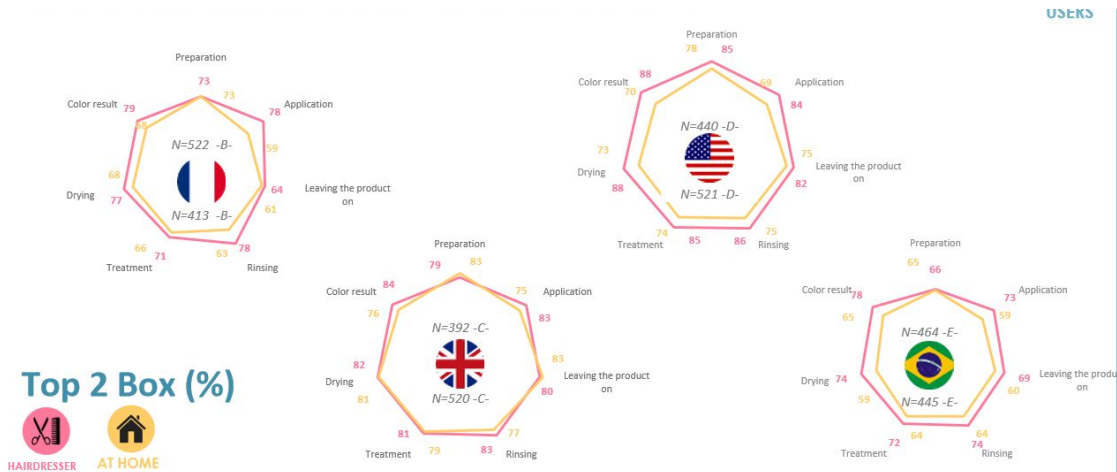 USERS
Preparation
73
73
Color result
79
68
Application
78
59
N=522 -B-
Drying
68
77
64
61
Leaving the product
on
N=413 -B-
66
71
Treatment
63
78
Rinsing
Preparation
78
85
Color result
88
70
69
Application
84
N=440 -D-
73
Drying
88
75
82
Leaving the product
on
N=521 -D-
74
Treatment
85
86
75
Rinsing
Preparation
79
83
Color result
84
76
75
Application
83
N=392 -C-
82
Drying
81
83
Leaving the product
80
on
N=520 -C-
81
Treatment
79
77
83
Rinsing
Preparation
65
66
Color result
78
65
73
Application
59
N=464 -E-
Drying
74
59
69
60
Leaving the produ
on
N=445 -E-
64
72
64
74
Treatment
Rinsing
Top 2 Box (%)
HAIRDRESSER
AT HOME